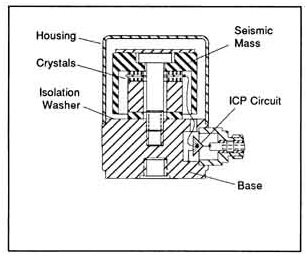 Housing
Seismic
Mass
Crystals
Isolation
Washer
ICP Circuit
Base